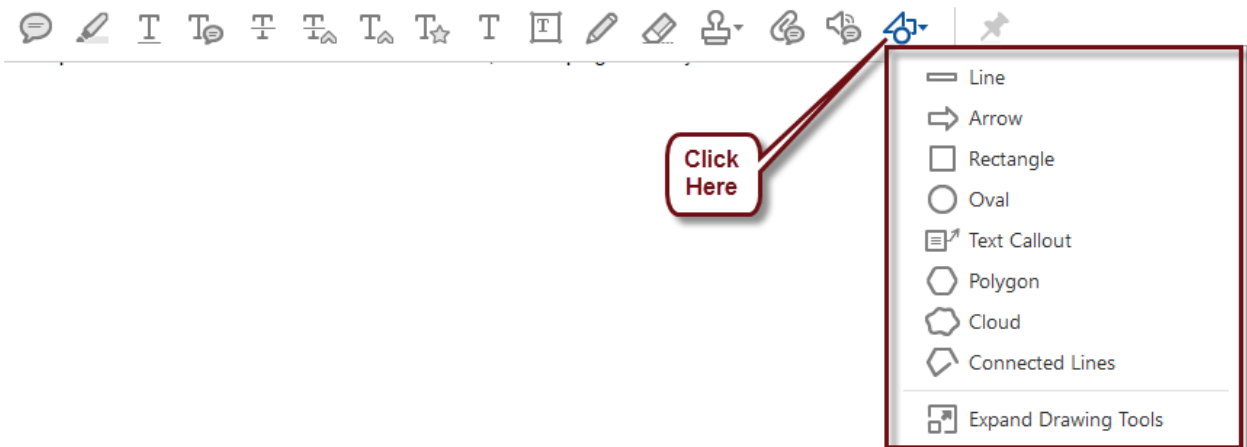 Line
Arrow
Click
Here
Rectangle
Oval
Text Callout
Polygon
Cloud
Connected Lines
Expand Drawing Tools